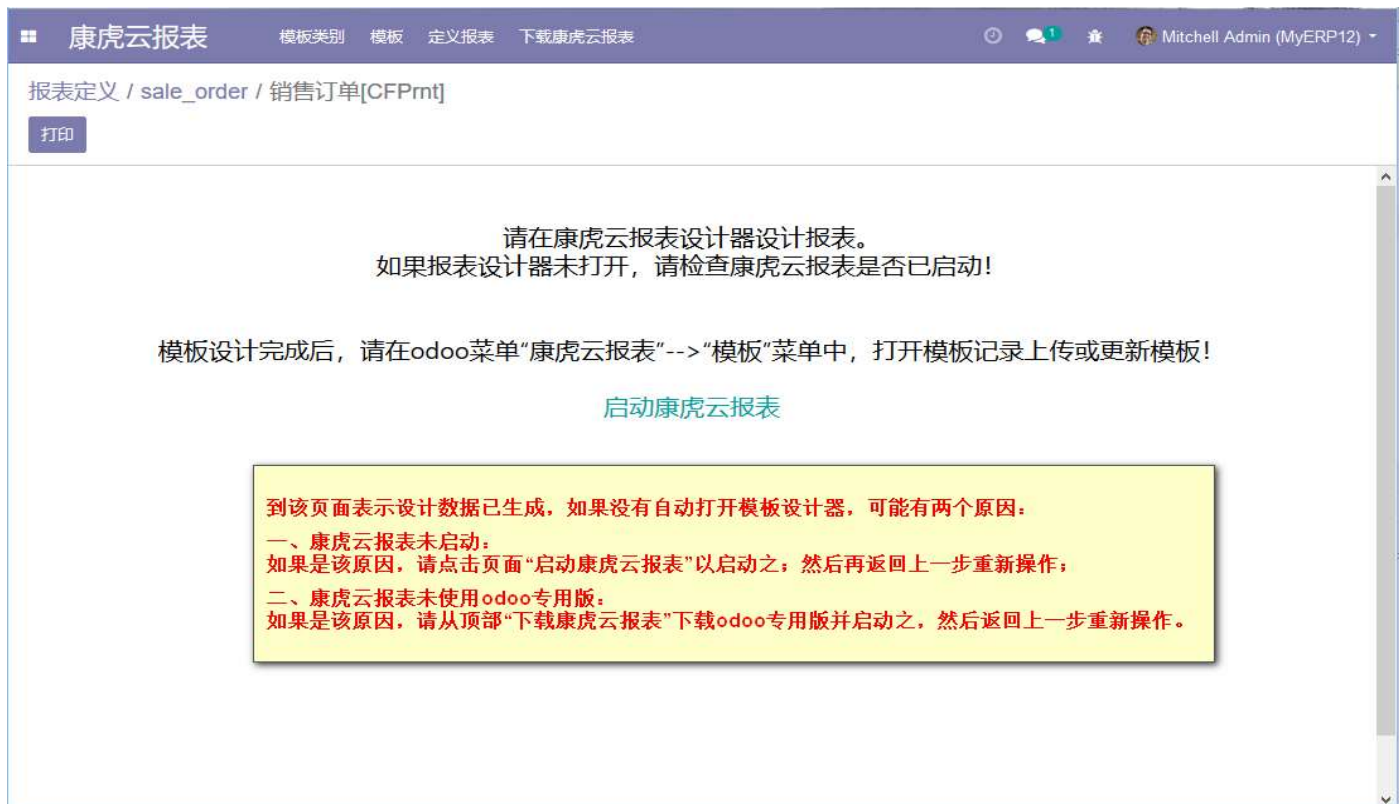 康虎云报表 模板类别 模板 定义报表 下载康虎云报表 1 Mitchell Admin (MyERP12)
报表定义 / sale_order / 销售订单[CFPrnt]
打印
请在康虎云报表设计器设计报表。
如果报表设计器未打开，请检查康虎云报表是否已启动！
模板设计完成后，请在odoo菜单“康虎云报表”-->“模板”菜单中，打开模板记录上传或更新模板！
启动康虎云报表
到该页面表示设计数据已生成，如果没有自动打开模板设计器，可能有两个原因：
一、康虎云报表未启动：
如果是该原因，请点击页面“启动康虎云报表”以启动之；然后再返回上一步重新操作；
二、康虎云报表未使用odoo专用版：
如果是该原因，请从顶部“下载康虎云报表”下载odoo专用版并启动之，然后返回上一步重新操作。